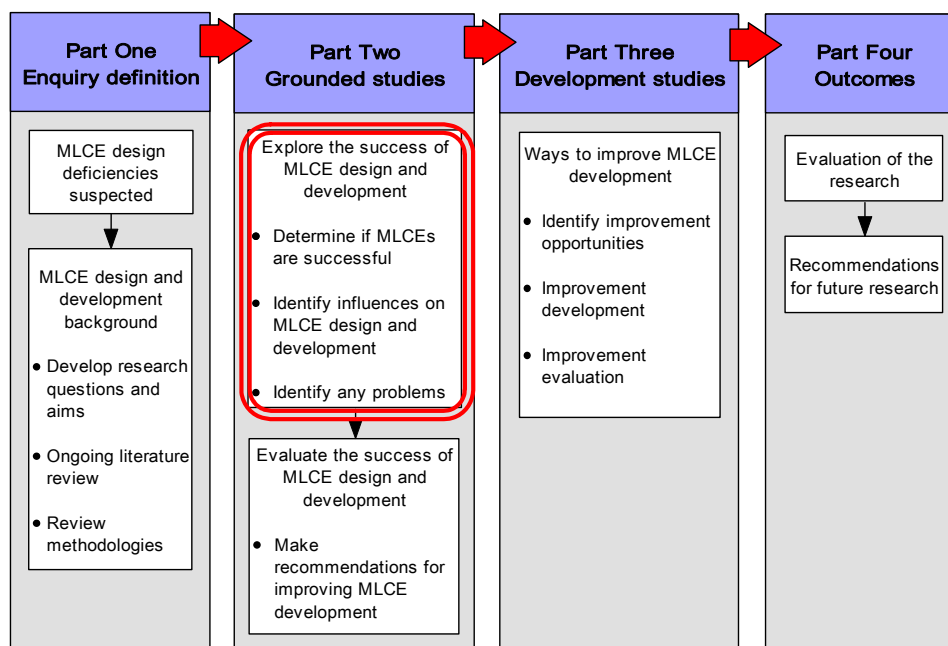 Part One
Enquiry definition
MLCE design
deficiencies
suspected
MLCE design and
development
background
• Develop research
questions and
aims
• Ongoing literature
review
• Review
methodologies
Part Two
Grounded studies
Explore the success of
MLCE design and
development
• Determine if MLCEs
are successful
• Identify influences on
MLCE design and
development
• Identify any problems
Evaluate the success of
MLCE design and
development
• Make
recommendations for
improving MLCE
development
Part Three
Development studies
Ways to improve MLCE
development
• Identify improvement
opportunities
• Improvement
development
• Improvement
evaluation
Part Four
Outcomes
Evaluation of the
research
Recommendations
for future research